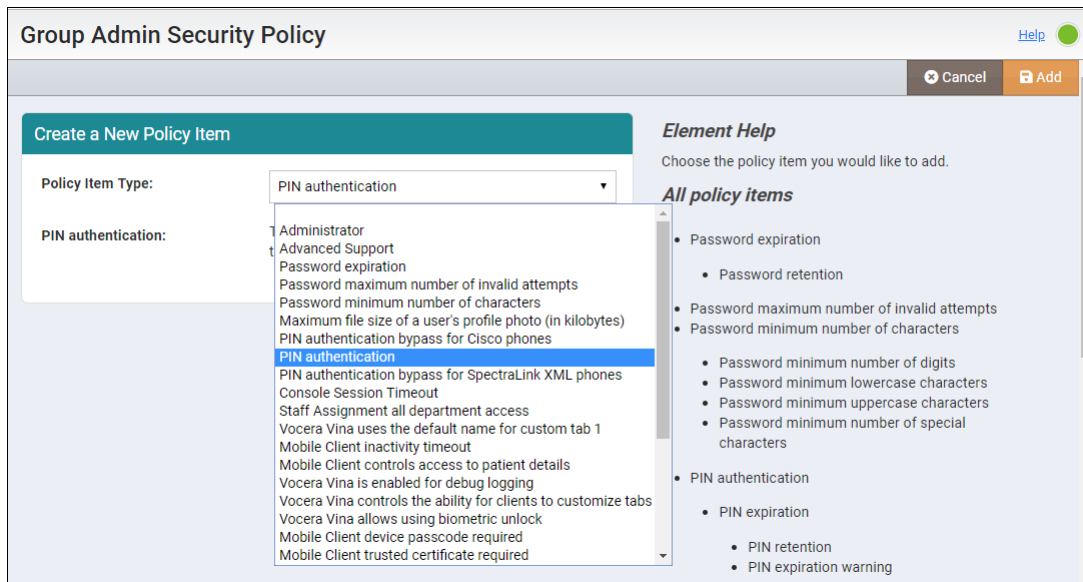 Group Admin Security Policy
Help
Cancel
Add
Create a New Policy Item
Policy Item Type:
PIN authentication
PIN authentication:
Administrator
Advanced Support
Password expiration
Password maximum number of invalid attempts
Password minimum number of characters
Maximum file size of a user's profile photo (in kilobytes)
PIN authentication bypass for Cisco phones
PIN authentication
PIN authentication bypass for SpectraLink XML phones
Console Session Timeout
Staff Assignment all department access
Vocera Vina uses the default name for custom tab 1
Mobile Client inactivity timeout
Mobile Client controls access to patient details
Vocera Vina is enabled for debug logging
Vocera Vina controls the ability for clients to customize tabs
Vocera Vina allows using biometric unlock
Mobile Client device passcode required
Mobile Client trusted certificate required
Element Help
Choose the policy item you would like to add.
All policy items
Password expiration
Password retention
Password maximum number of invalid attempts
Password minimum number of characters
Password minimum number of digits
Password minimum lowercase characters
Password minimum uppercase characters
Password minimum number of special
characters
PIN authentication
PIN expiration
PIN retention
PIN expiration warning